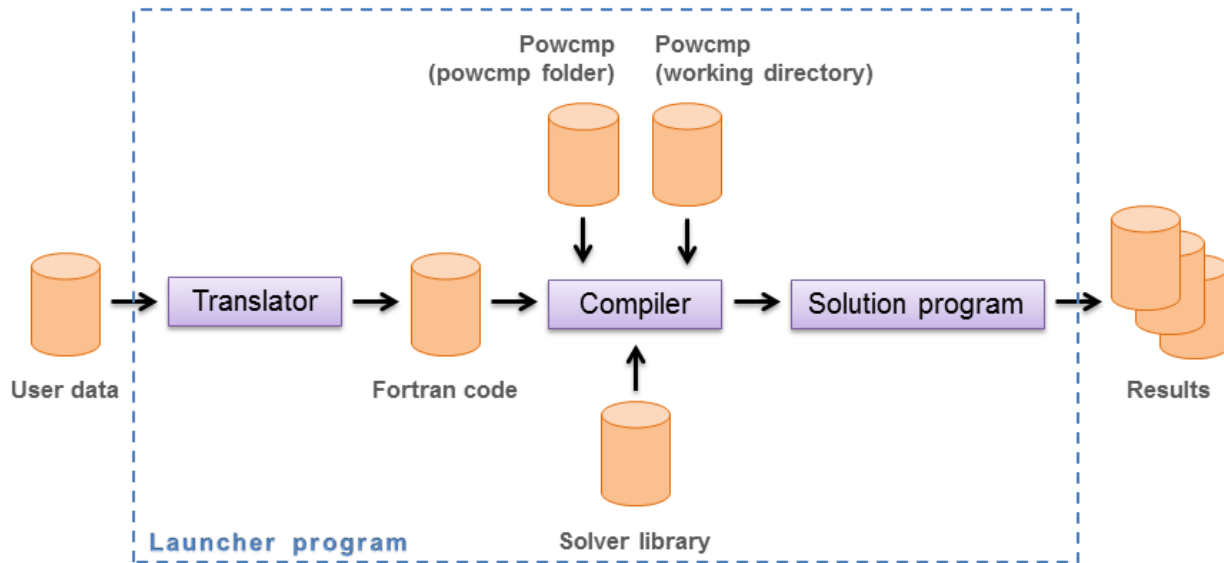 Powcmp
(powcmp folder)
Powcmp
(working directory)
Translator
Compiler
Solution program
User data
Fortran code
Results
Solver library
Launcher program